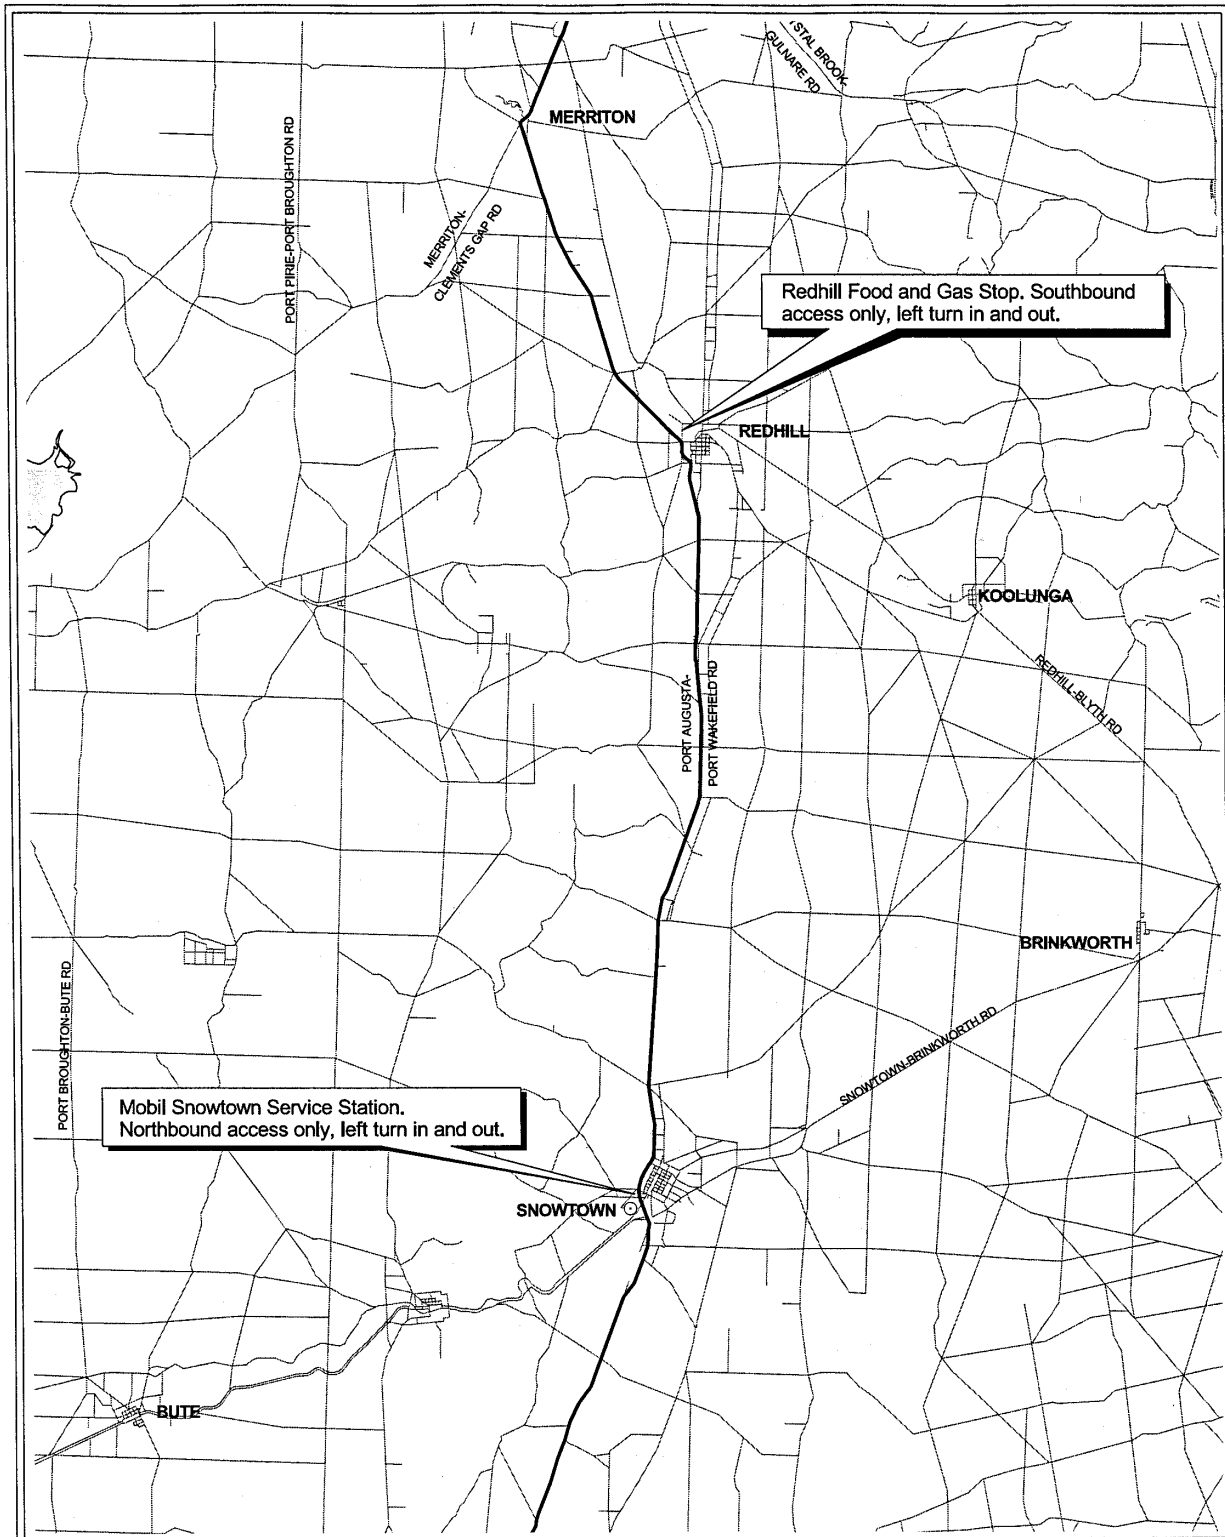 STAL BROOK-
GULNARE RD
MERRITON
PORT PIRIE-PORT BROUGHTON RD
MERRITON-
CLEMENTS GAP RD
Redhill Food and Gas Stop. Southbound
access only, left turn in and out.
REDHILL
KOOLUNGA
REDHILL-BLYTH RD
PORT AUGUSTA-
PORT WAKEFIELD RD
BRINKWORTH
PORT BROUGHTON-BUTE RD
SNOWTOWN-BRINKWORTH RD
Mobil Snowtown Service Station.
Northbound access only, left turn in and out.
SNOWTOWN
BUTE